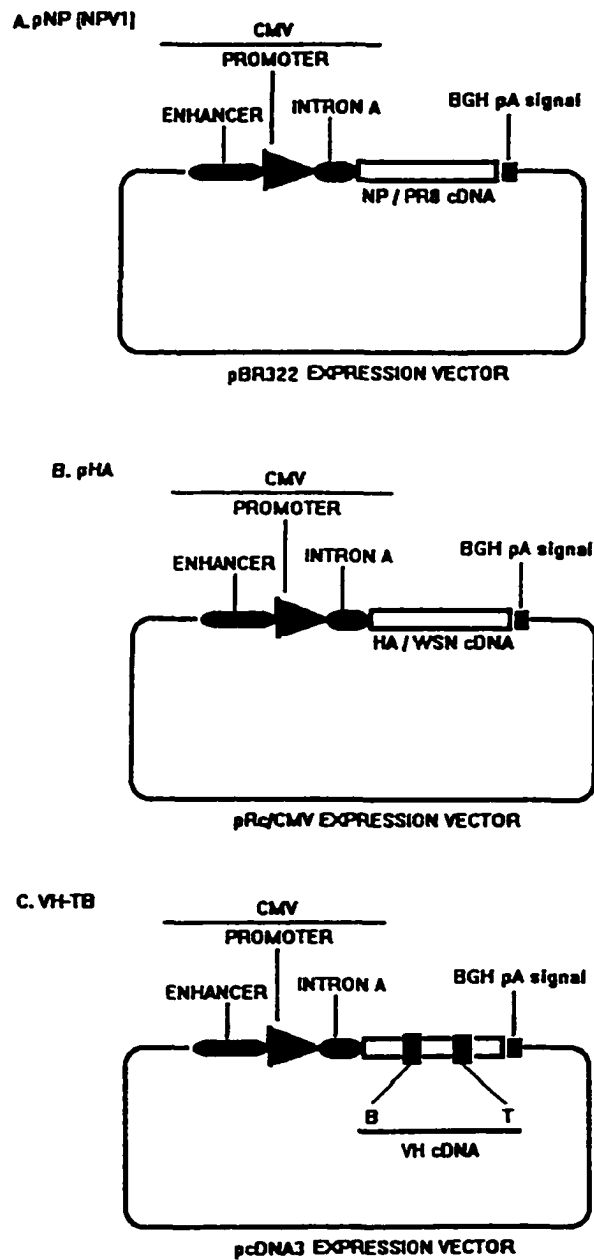 A. pNP [NPV1]
CMV
PROMOTER
ENHANCER
INTRON A
BGH pA signal
NP / PR8 cDNA
pBR322 EXPRESSION VECTOR
B. pHA
CMV
PROMOTER
ENHANCER
INTRON A
BGH pA signal
HA / WSN cDNA
pRc/CMV EXPRESSION VECTOR
C. VH-TB
CMV
PROMOTER
ENHANCER
INTRON A
BGH pA signal
B
T
VH cDNA
pcDNA3 EXPRESSION VECTOR